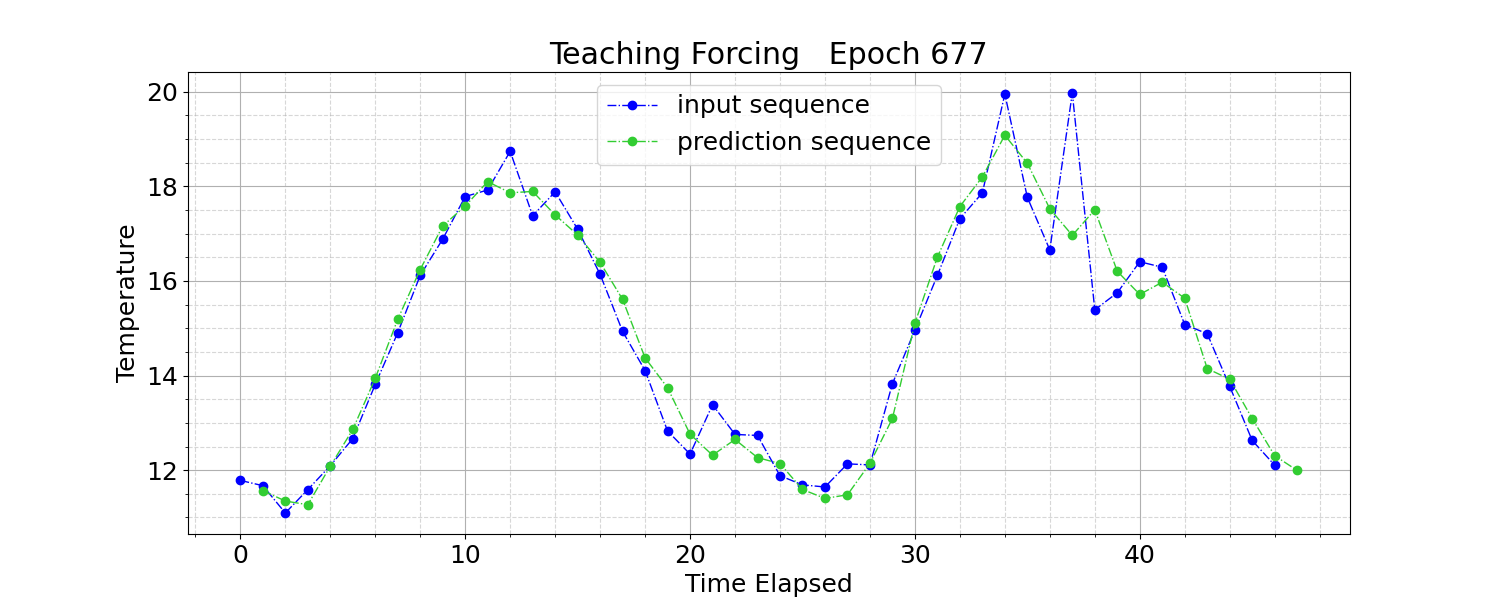 Teaching Forcing   Epoch 677
input sequence
prediction sequence
Temperature
20
18
16
14
12
0 10 20 30 40
Time Elapsed